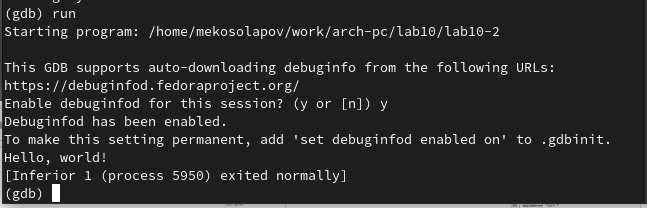 (gdb) run
Starting program: /home/mekosolapov/work/arch-pc/lab10/lab10-2
This GDB supports auto-downloading debuginfo from the following URLs:
https://debuginfod.fedoraproject.org/
Enable debuginfod for this session? (y or [n]) y
Debuginfod has been enabled.
To make this setting permanent, add 'set debuginfod enabled on' to .gdbinit.
Hello, world!
[Inferior 1 (process 5950) exited normally]
(gdb)